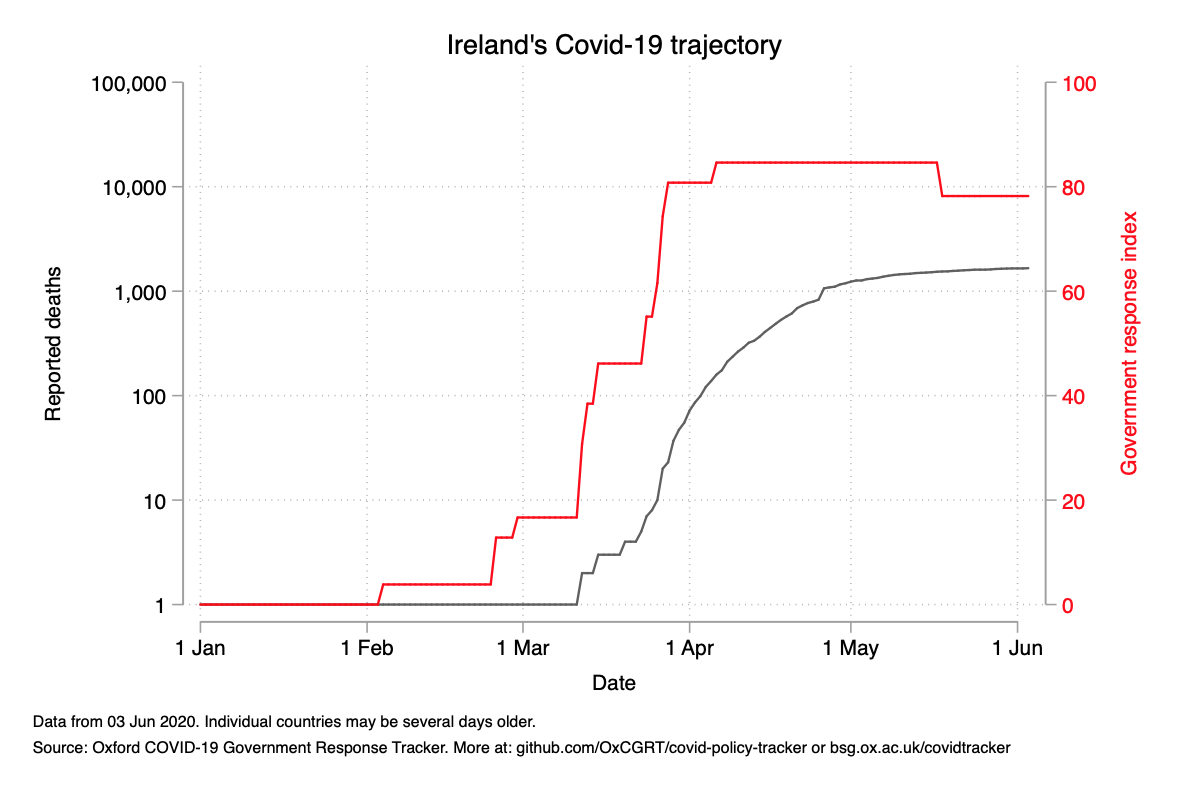 Ireland's Covid-19 trajectory
100,000
10,000
1,000
100
10
1
Reported deaths
100
80
60
40
20
0
Government response index
1 Jan
1 Feb
1 Mar
1 Apr
1 May
1 Jun
Date
Data from 03 Jun 2020. Individual countries may be several days older.
Source: Oxford COVID-19 Government Response Tracker. More at: github.com/OxCGRT/covid-policy-tracker or bsg.ox.ac.uk/covidtracker